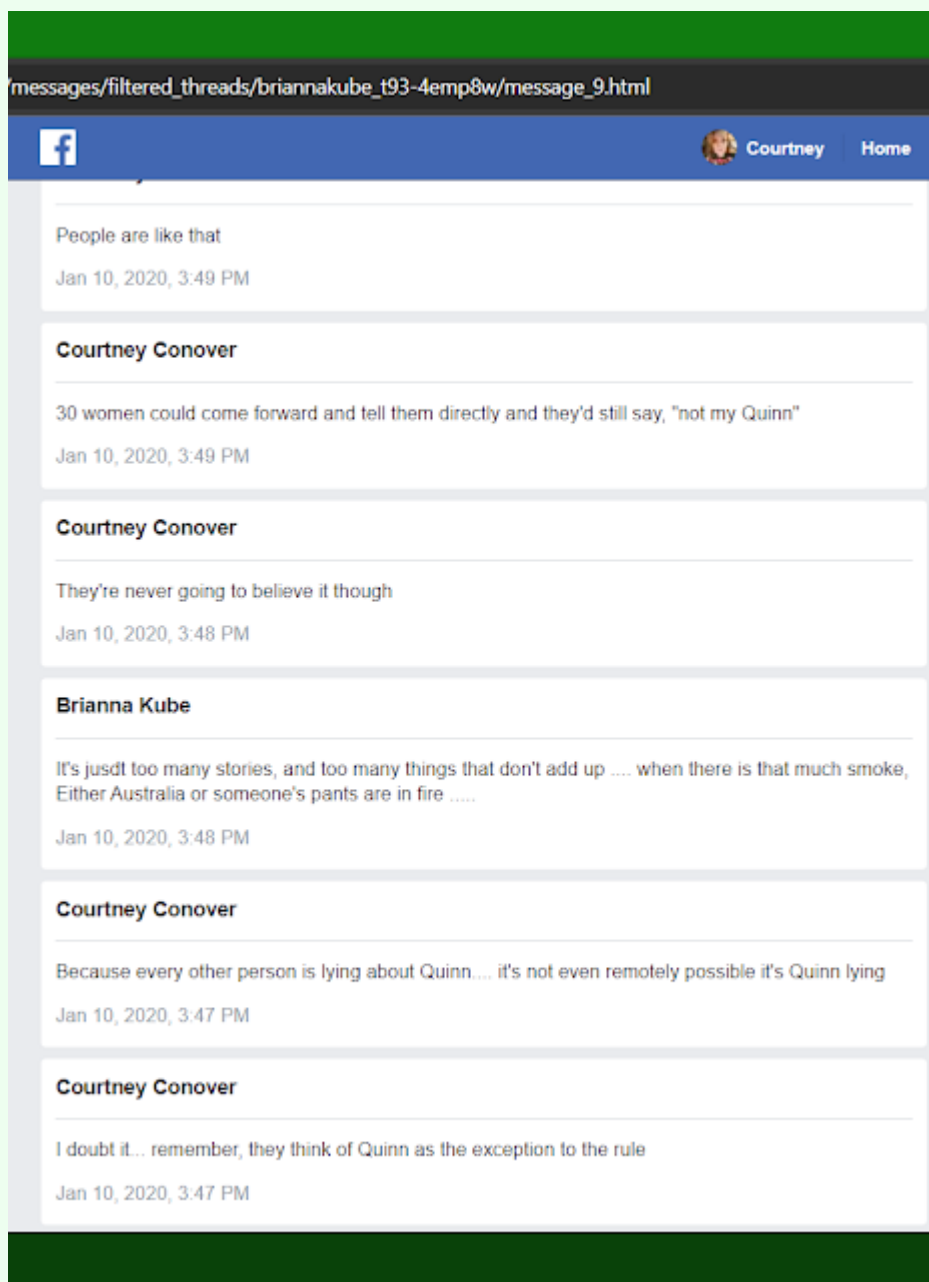 /messages/filtered_threads/briannakube_t93-4emp8w/message_9.html
Courtney Home
People are like that
Jan 10, 2020, 3:49 PM
Courtney Conover
30 women could come forward and tell them directly and they'd still say, "not my Quinn"
Jan 10, 2020, 3:49 PM
Courtney Conover
They're never going to believe it though
Jan 10, 2020, 3:48 PM
Brianna Kube
It's jusdt too many stories, and too many things that don't add up .... when there is that much smoke,
Either Australia or someone's pants are in fire .....
Jan 10, 2020, 3:48 PM
Courtney Conover
Because every other person is lying about Quinn.... it's not even remotely possible it's Quinn lying
Jan 10, 2020, 3:47 PM
Courtney Conover
I doubt it... remember, they think of Quinn as the exception to the rule
Jan 10, 2020, 3:47 PM